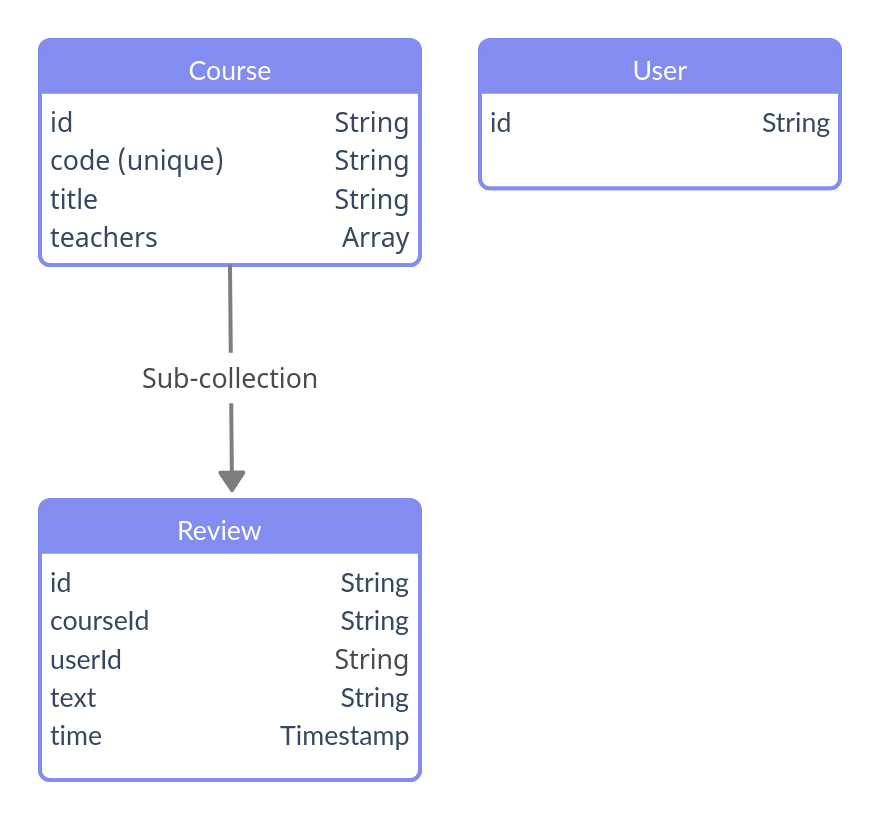 Course
id String
code (unique) String
title String
teachers Array
User
id String
Sub-collection
Review
id String
courseId String
userId String
text String
time Timestamp